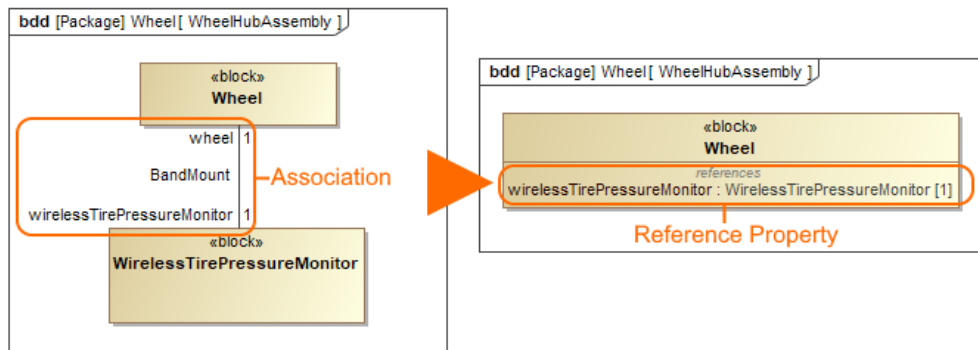 bdd [Package] Wheel[ WheelHubAssembly ]
«block»
Wheel
wheel 1
BandMount
Association
wirelessTirePressureMonitor 1
«block»
WirelessTirePressureMonitor
bdd [Package] Wheel[ WheelHubAssembly ]
«block»
Wheel
references
wirelessTirePressureMonitor : WirelessTirePressureMonitor [1]
Reference Property